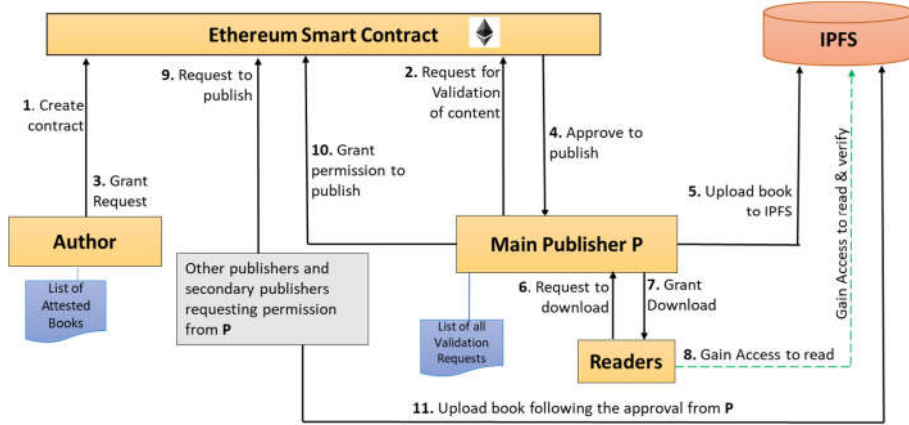 Ethereum Smart Contract
IPFS
1. Create
contract
9. Request to
publish
2. Request for
Validation
of content
4. Approve to
publish
10. Grant
permission to
publish
3. Grant
Request
5. Upload book
to IPFS
Gain Access to read & verify
Author
Main Publisher P
List of
Attested
Books
Other publishers and
secondary publishers
requesting permission
from P
6. Request to
download
7. Grant
Download
List of all
Validation
Requests
Readers
8. Gain Access to read
11. Upload book following the approval from P